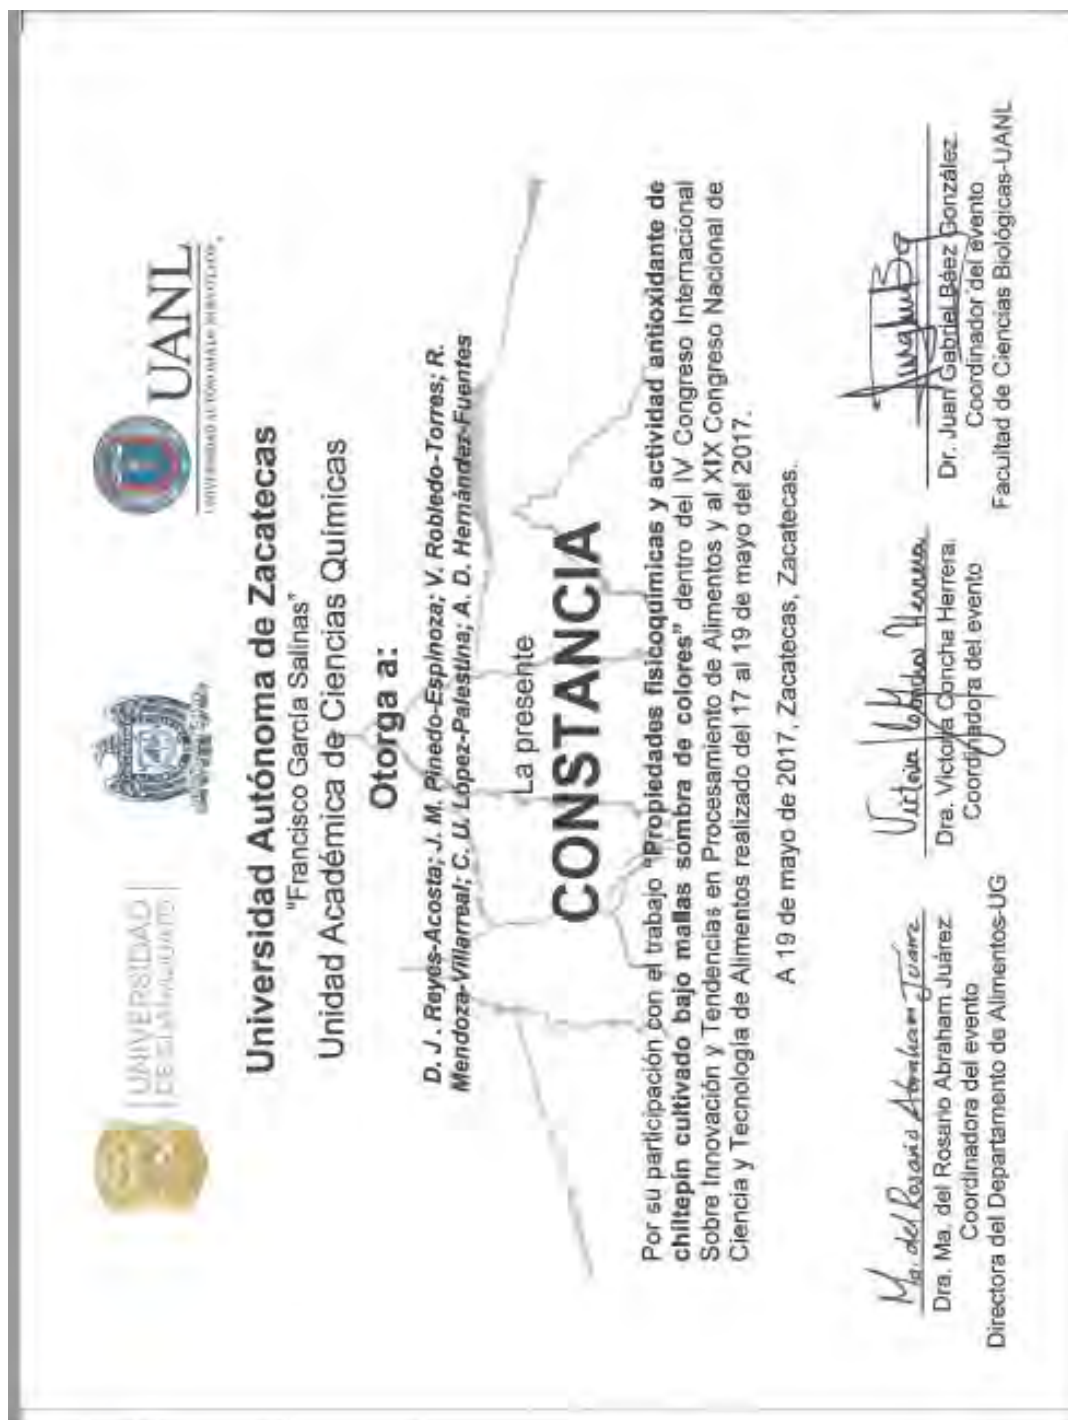 UNIVERSIDAD
DE GUANAJUATO
UANL
UNIVERSIDAD AUTÓNOMA DE NUEVO LEÓN
Universidad Autónoma de Zacatecas
"Francisco García Salinas"
Unidad Académica de Ciencias Químicas
Otorga a:
D. J . Reyes-Acosta; J. M. Pinedo-Espinoza; V. Robledo-Torres; R.
Mendoza-Villarreal; C. U. López-Palestina; A. D. Hernández-Fuentes
La presente
CONSTANCIA
Por su participación con el trabajo "Propiedades fisicoquímicas y actividad antioxidante de
chiltepín cultivado bajo mallas sombra de colores" dentro del IV Congreso Internacional
Sobre Innovación y Tendencias en Procesamiento de Alimentos y al XIX Congreso Nacional de
Ciencia y Tecnología de Alimentos realizado del 17 al 19 de mayo del 2017.
A 19 de mayo de 2017, Zacatecas, Zacatecas.
Ma. del Rosario Abraham Juárez
Dra. Ma. del Rosario Abraham Juárez
Coordinadora del evento
Directora del Departamento de Alimentos-UG
Victoria Concha Herrera
Dra. Victoria Concha Herrera.
Coordinadora del evento
Dr. Juan Gabriel Báez González.
Coordinador del evento
Facultad de Ciencias Biológicas-UANL